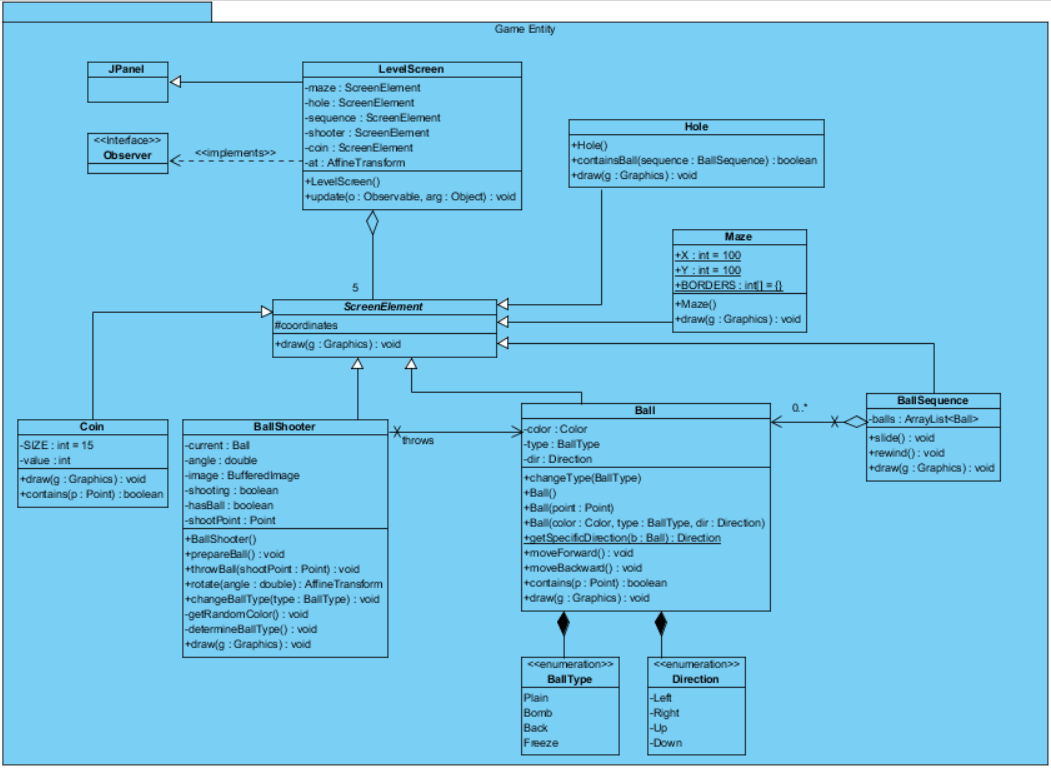 Game Entity
JPanel
LevelScreen
-maze : ScreenElement
-hole : ScreenElement
-sequence : ScreenElement
-shooter : ScreenElement
-coin : ScreenElement
-at : AffineTransform
+LevelScreen()
+update(o : Observable, arg : Object) : void
<<Interface>>
Observer
<<implements>>
Hole
+Hole()
+containsBall(sequence : BallSequence) : boolean
+draw(g : Graphics) : void
Maze
+X : int = 100
+Y : int = 100
+BORDERS : int[] = {}
+Maze()
+draw(g : Graphics) : void
5
ScreenElement
#coordinates
+draw(g : Graphics) : void
Coin
-SIZE : int = 15
-value : int
+draw(g : Graphics) : void
+contains(p : Point) : boolean
BallShooter
-current : Ball
-angle : double
-image : BufferedImage
-shooting : boolean
-hasBall : boolean
-shootPoint : Point
+BallShooter()
+prepareBall() : void
+throwBall(shootPoint : Point) : void
+rotate(angle : double) : AffineTransform
+changeBallType(type : BallType) : void
-getRandomColor() : void
-determineBallType() : void
+draw(g : Graphics) : void
throws
Ball
-color : Color
-type : BallType
-dir : Direction
+changeType(BallType)
+Ball()
+Ball(point : Point)
+Ball(color : Color, type : BallType, dir : Direction)
+getSpecificDirection(b : Ball) : Direction
+moveForward() : void
+moveBackward() : void
+contains(p : Point) : boolean
+draw(g : Graphics) : void
0..*
BallSequence
-balls : ArrayList<Ball>
+slide() : void
+rewind() : void
+draw(g : Graphics) : void
<<enumeration>>
BallType
Plain
Bomb
Back
Freeze
<<enumeration>>
Direction
-Left
-Right
-Up
-Down